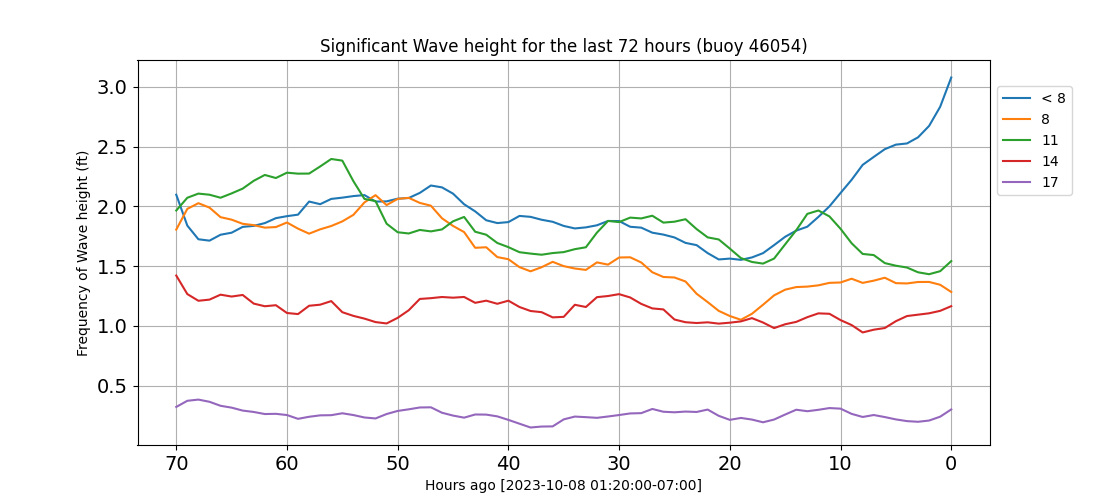 Significant Wave height for the last 72 hours (buoy 46054)
Frequency of Wave height (ft)
3.0
2.5
2.0
1.5
1.0
0.5
70 60 50 40 30 20 10 0
Hours ago [2023-10-08 01:20:00-07:00]
< 8
8
11
14
17